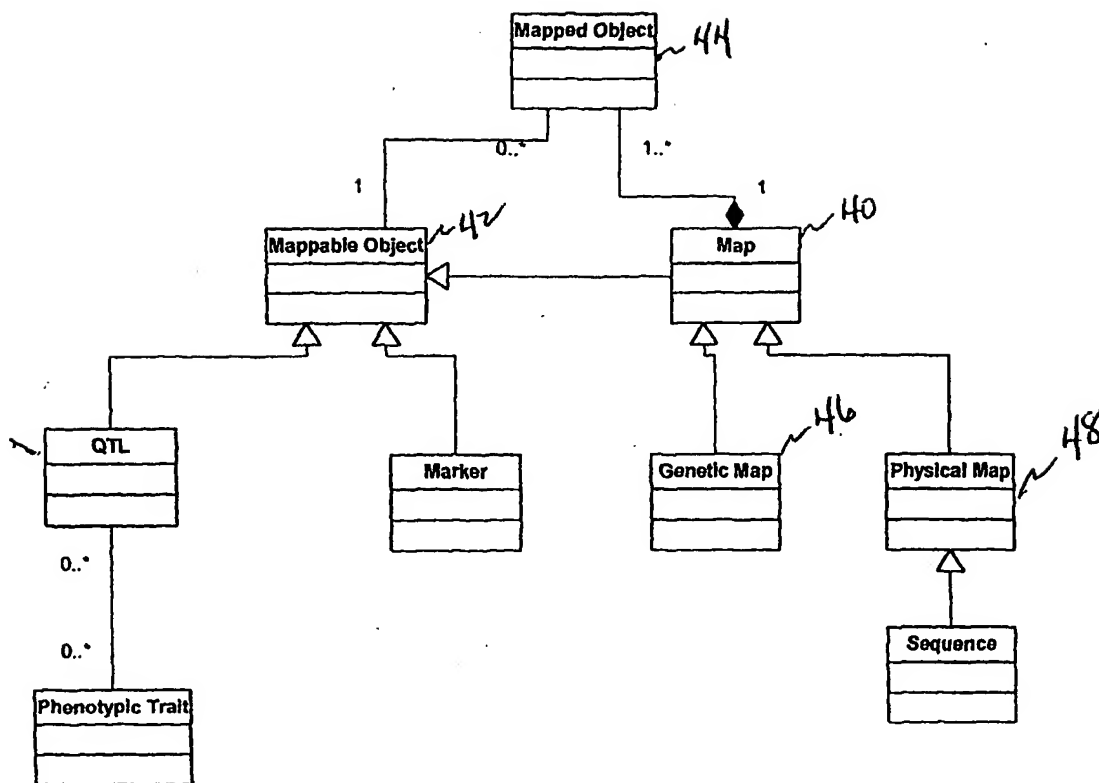 Mapped Object
44
0..*
1..*
1
1
42
40
Mappable Object
Map
46
48
QTL
Marker
Genetic Map
Physical Map
0..*
0..*
Sequence
Phenotypic Trait